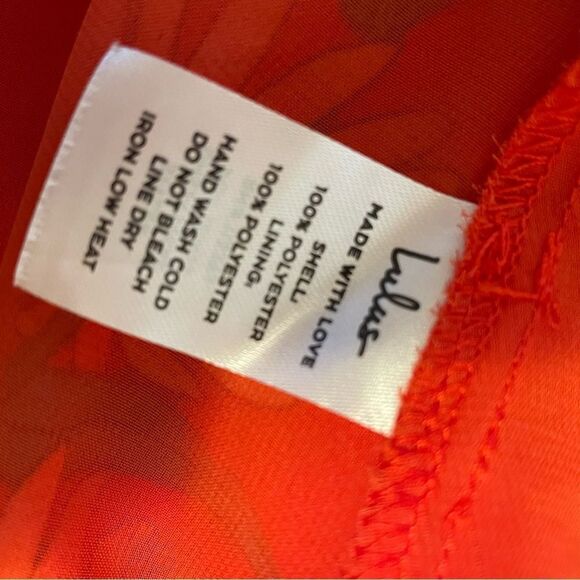 Lulus
MADE WITH LOVE
SHELL:
100% POLYESTER
LINING:
100% POLYESTER
HAND WASH COLD
DO NOT BLEACH
LINE DRY
IRON LOW HEAT